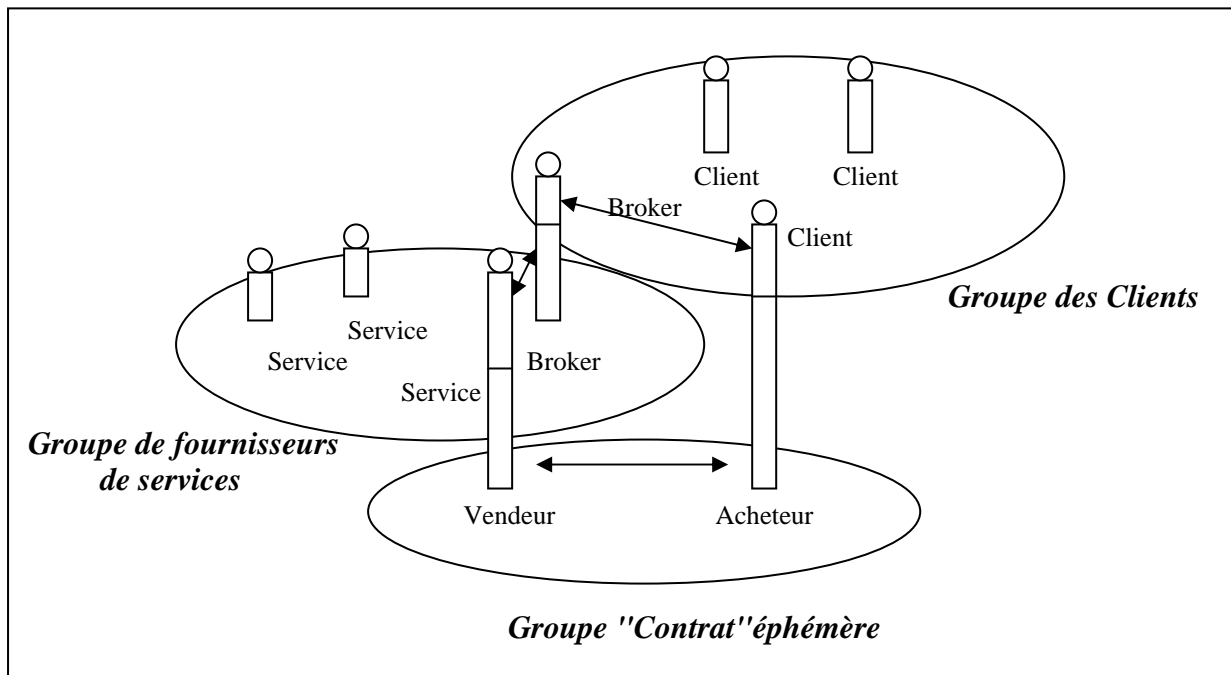 Client
Client
Broker
Client
Groupe des Clients
Service
Service
Broker
Service
Groupe de fournisseurs
de services
Vendeur
Acheteur
Groupe "Contrat"éphémère